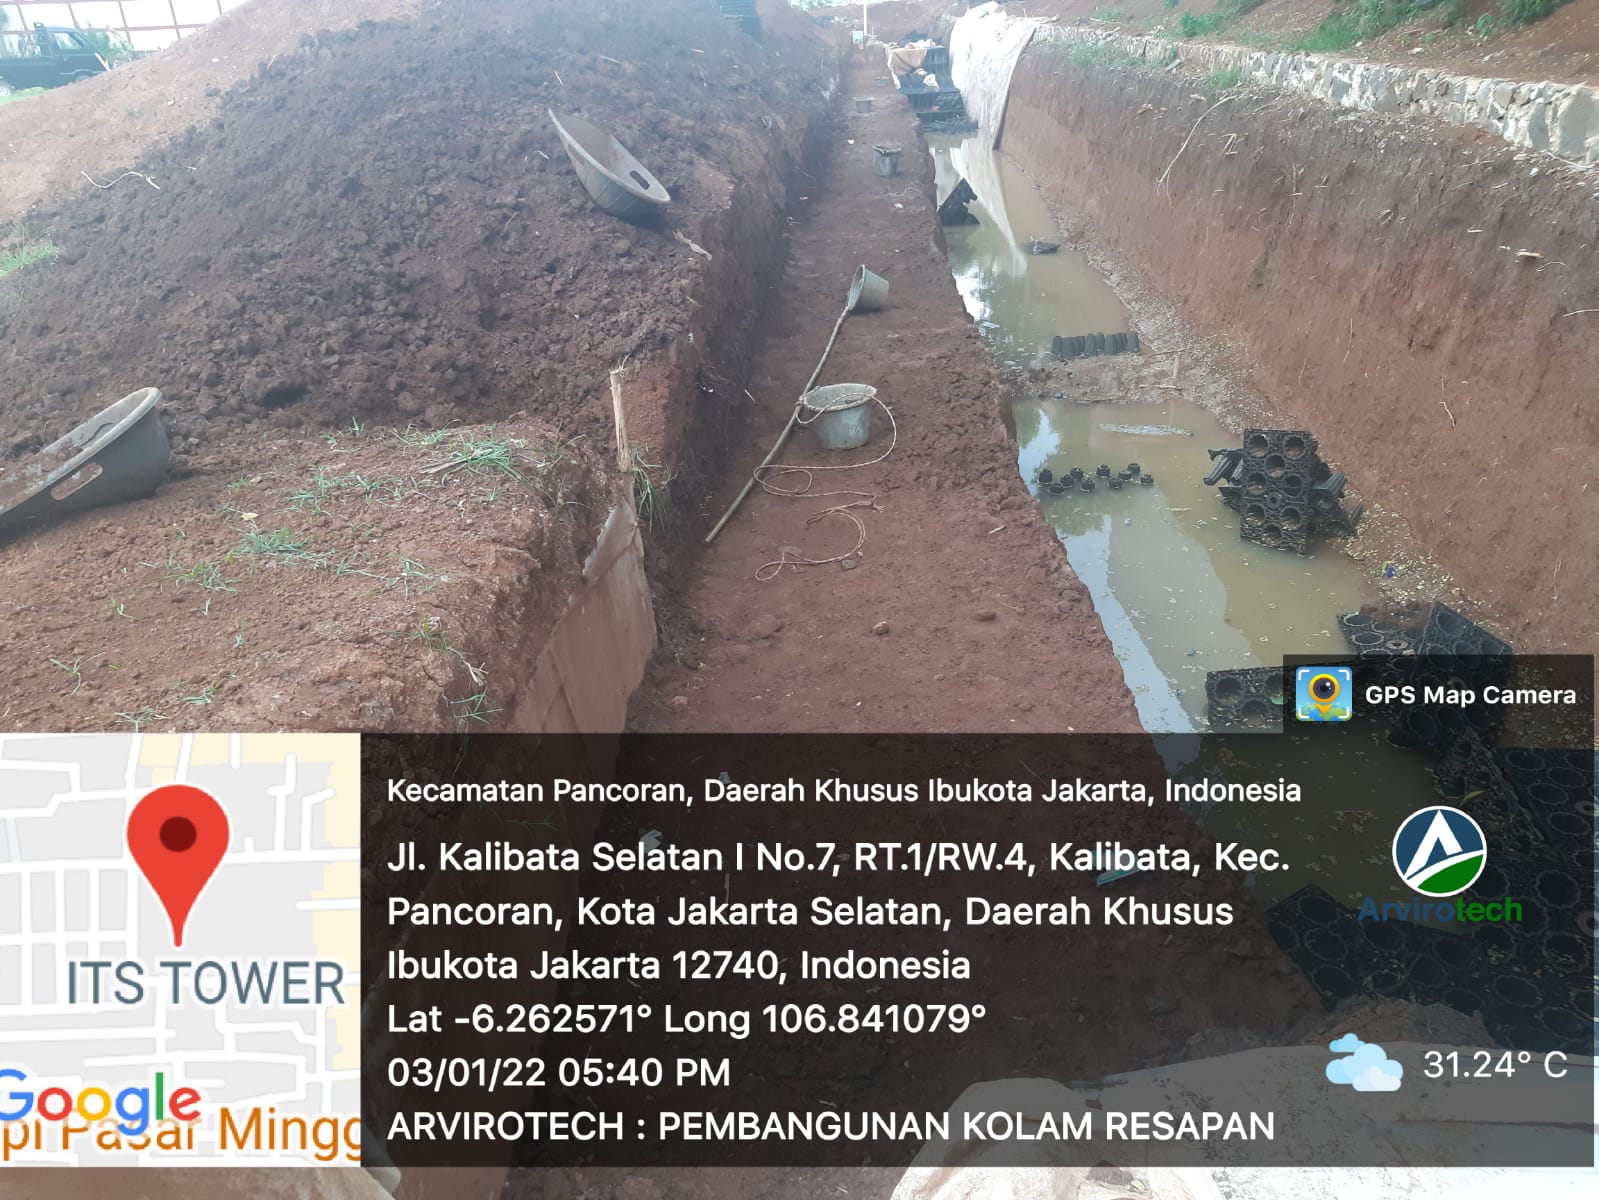 GPS Map Camera
Kecamatan Pancoran, Daerah Khusus Ibukota Jakarta, Indonesia
Jl. Kalibata Selatan I No.7, RT.1/RW.4, Kalibata, Kec.
Pancoran, Kota Jakarta Selatan, Daerah Khusus
Ibukota Jakarta 12740, Indonesia
Lat -6.262571° Long 106.841079°
03/01/22 05:40 PM
ARVIROTECH : PEMBANGUNAN KOLAM RESAPAN
Arvirotech
31.24° C
ITS TOWER
Google
pi Pasar Mingg